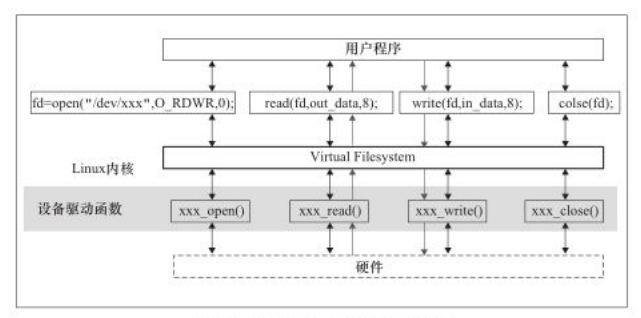 用户程序
fd=open("/dev/xxx",O_RDWR,0);
read(fd,out_data,8);
write(fd,in_data,8);
colse(fd);
Virtual Filesystem
Linux内核
设备驱动函数
xxx_open()
xxx_read()
xxx_write()
xxx_close()
硬件